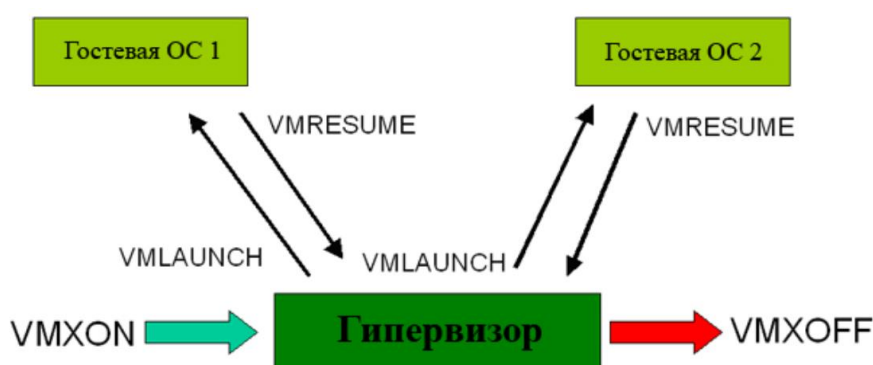 Гостевая ОС 1
Гостевая ОС 2
VMRESUME
VMRESUME
VMLAUNCH
VMLAUNCH
VMXON
Гипервизор
VMXOFF